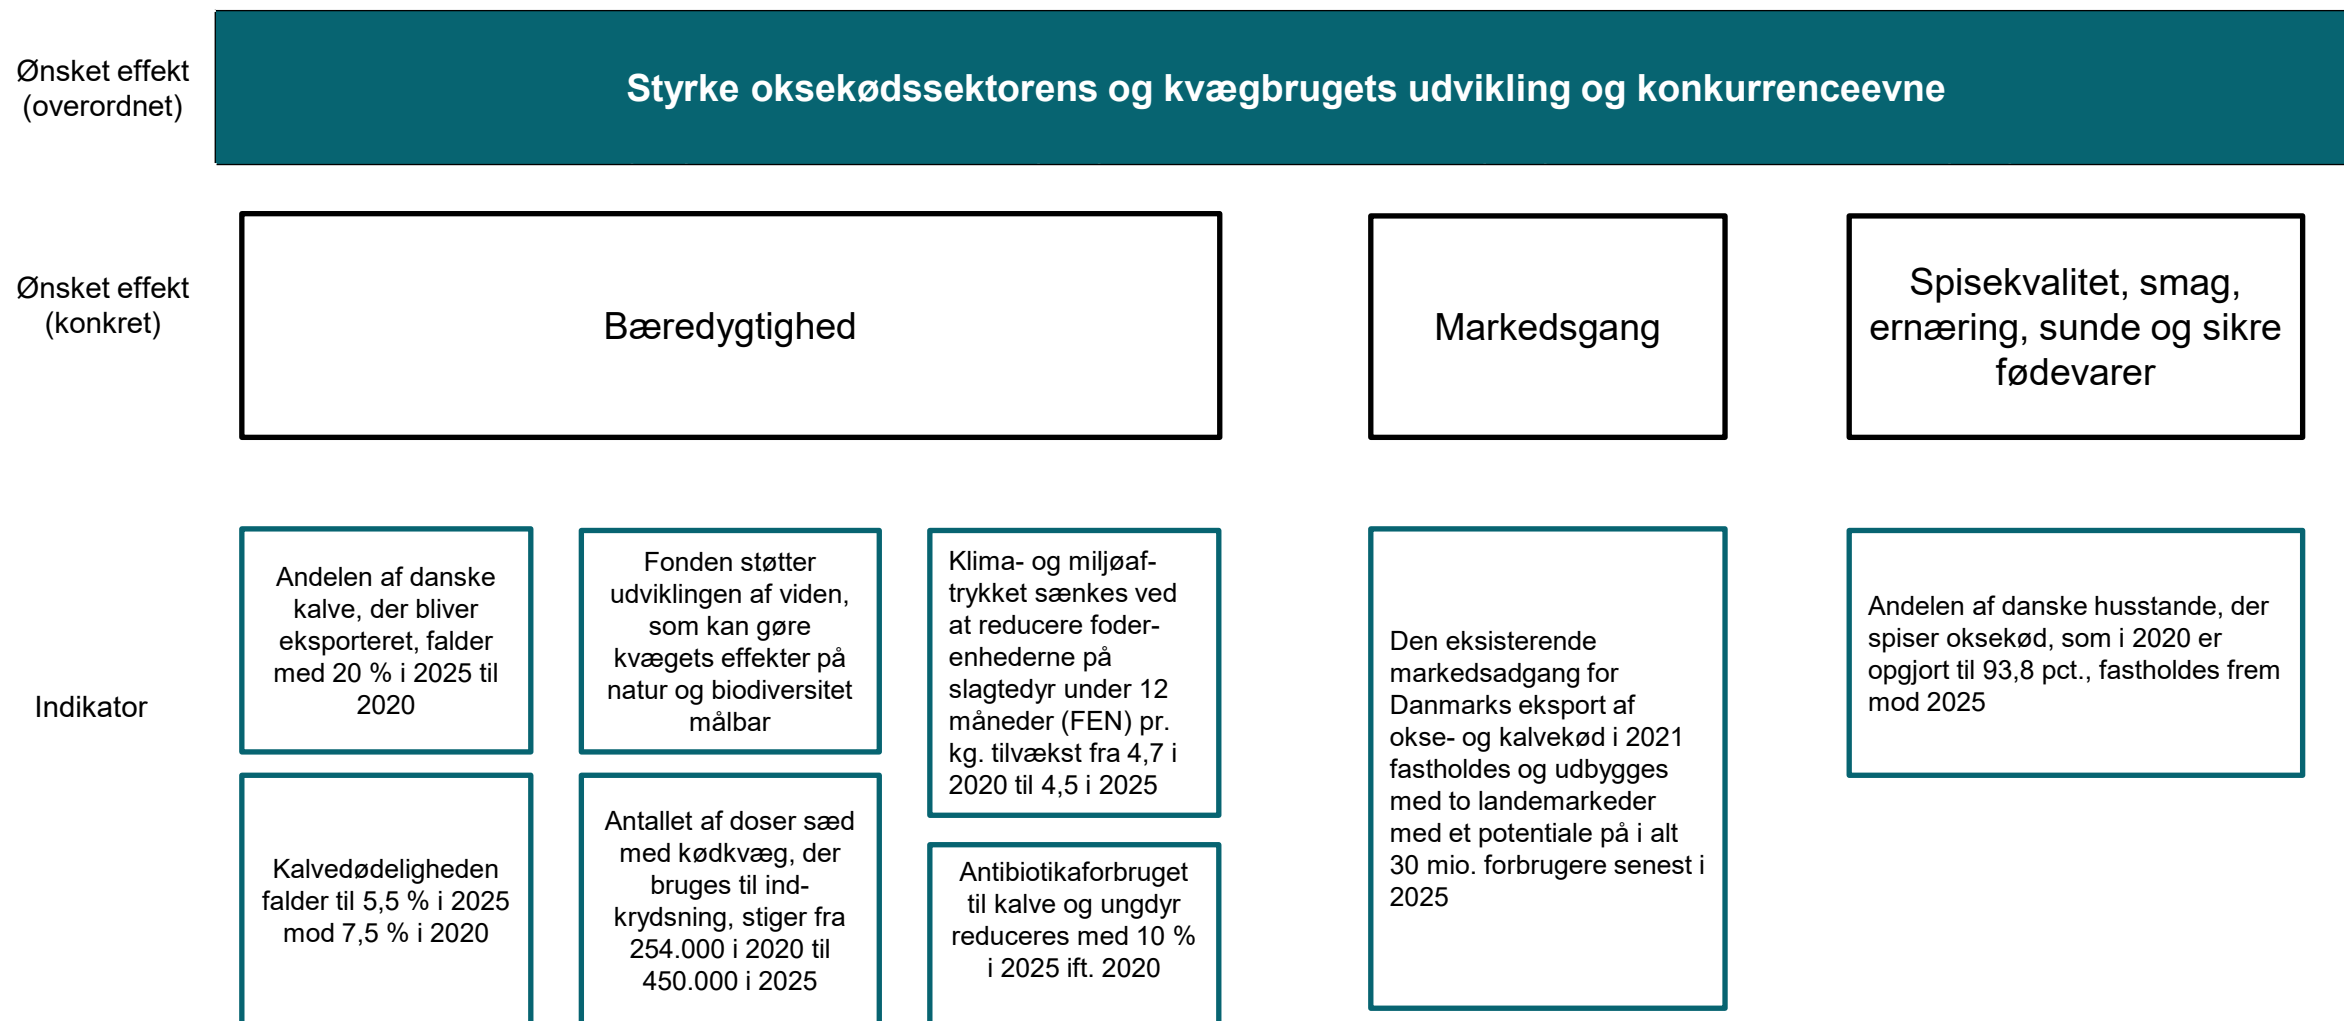 Ønsket effekt
(overordnet)
Styrke oksekødssektorens og kvægbrugets udvikling og konkurrenceevne
Ønsket effekt
(konkret)
Bæredygtighed
Markedsgang
Spisekvalitet, smag,
ernæring, sunde og sikre
fødevarer
Indikator
Andelen af danske
kalve, der bliver
eksporteret, falder
med 20 % i 2025 til
2020
Kalvedødeligheden
falder til 5,5 % i 2025
mod 7,5 % i 2020
Fonden støtter
udviklingen af viden,
som kan gøre
kvægets effekter på
natur og biodiversitet
målbar
Antallet af doser sæd
med kødkvæg, der
bruges til ind-
krydsning, stiger fra
254.000 i 2020 til
450.000 i 2025
Klima- og miljøaf-
trykket sænkes ved
at reducere foder-
enhederne på
slagtedyr under 12
måneder (FEN) pr.
kg. tilvækst fra 4,7 i
2020 til 4,5 i 2025
Antibiotikaforbruget
til kalve og ungdyr
reduceres med 10 %
i 2025 ift. 2020
Den eksisterende
markedsadgang for
Danmarks eksport af
okse- og kalvekød i 2021
fastholdes og udbygges
med to landemarkeder
med et potentiale på i alt
30 mio. forbrugere senest i
2025
Andelen af danske husstande, der
spiser oksekød, som i 2020 er
opgjort til 93,8 pct., fastholdes frem
mod 2025